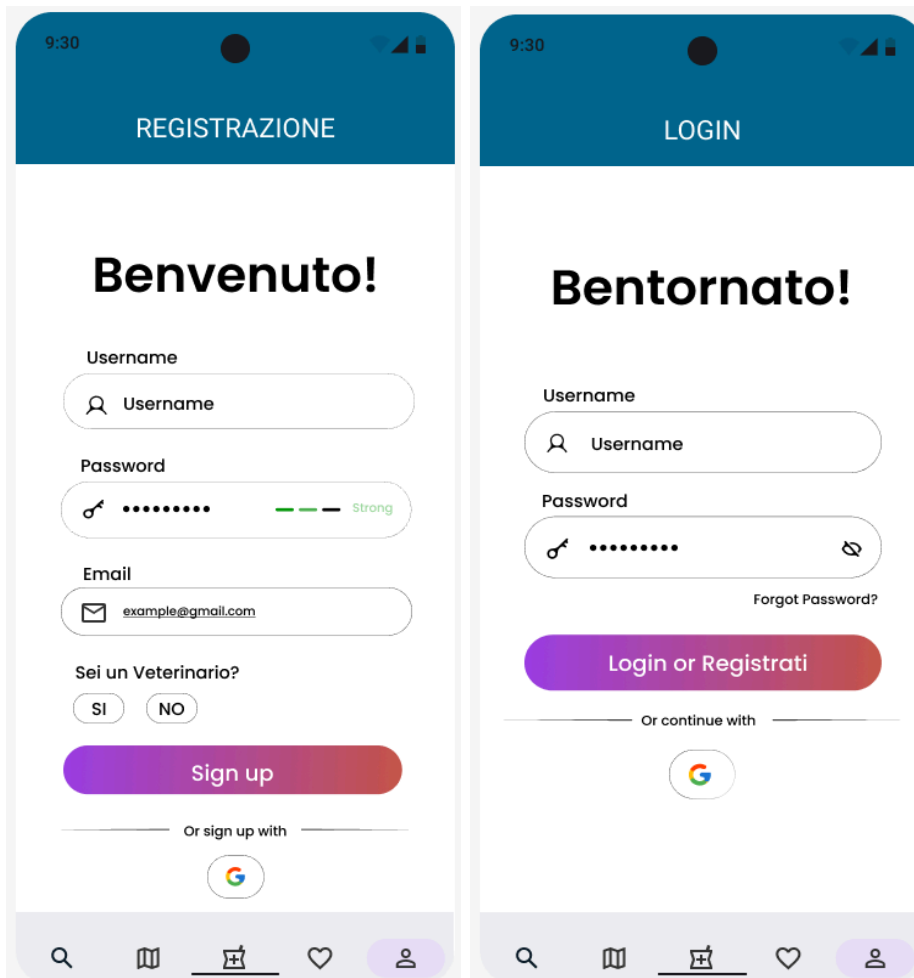 9:30
REGISTRAZIONE
Benvenuto!
Username
Username
Password
Strong
Email
example@gmail.com
Sei un Veterinario?
SI NO
Sign up
Or sign up with
G
9:30
LOGIN
Bentornato!
Username
Username
Password
Forgot Password?
Login or Registrati
Or continue with
G